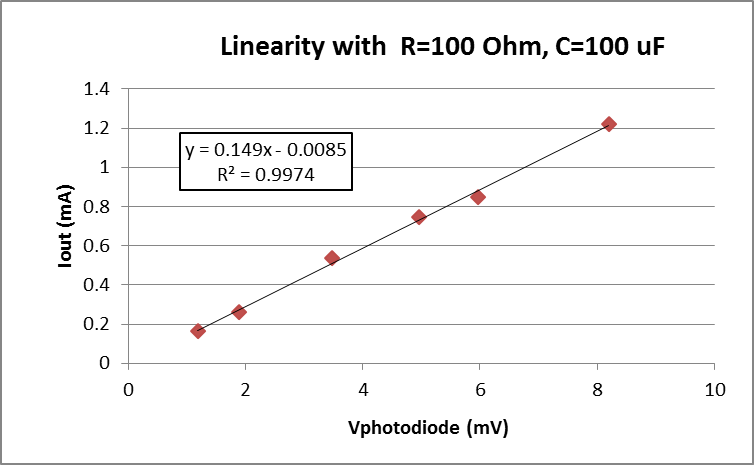 Linearity with  R=100 Ohm, C=100 uF
1.4
1.2
1
0.8
0.6
0.4
0.2
0
y = 0.149x - 0.0085
R² = 0.9974
Iout (mA)
0 2 4 6 8 10
Vphotodiode (mV)